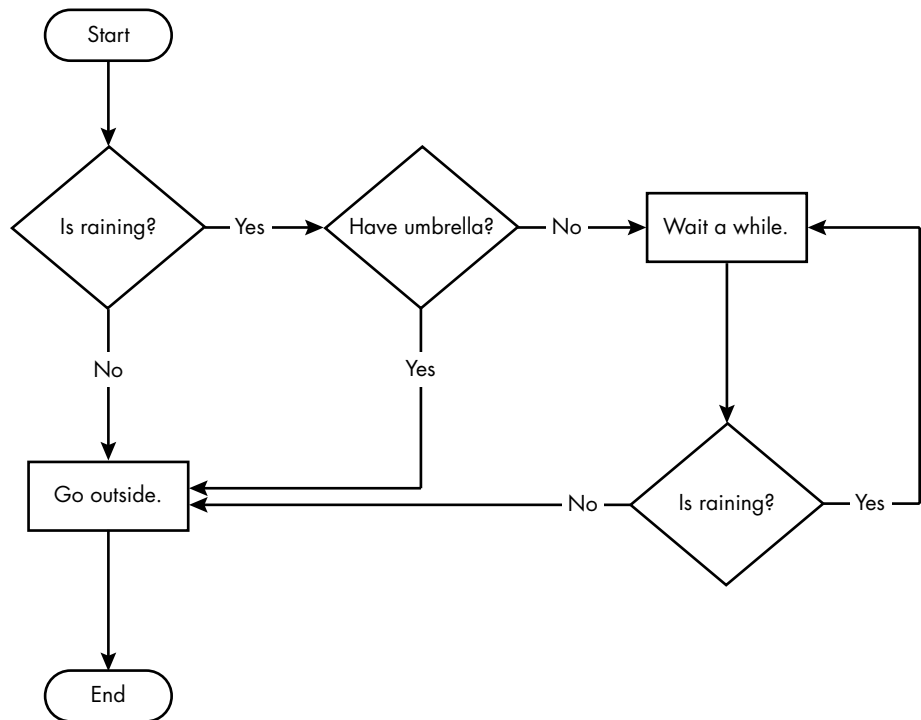 Start
Is raining?
Yes
Have umbrella?
No
Wait a while.
No
Yes
Go outside.
No
Is raining?
Yes
End